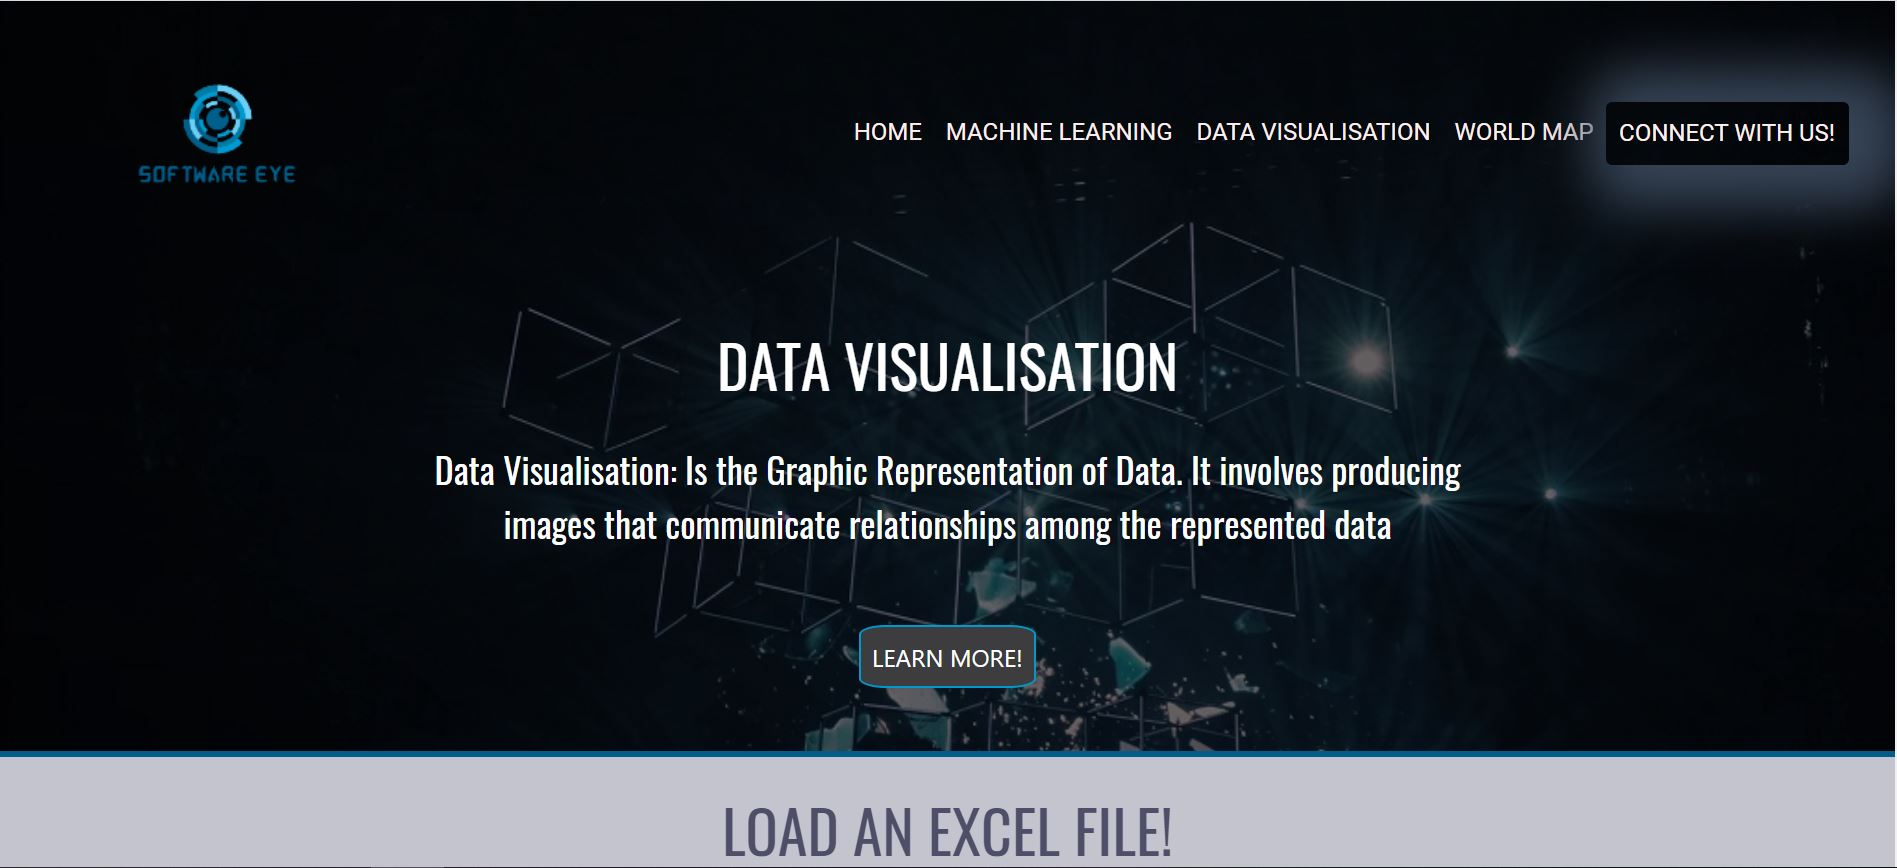 SOFTWARE EYE
HOME MACHINE LEARNING DATA VISUALISATION WORLD MAP CONNECT WITH US!
DATA VISUALISATION
Data Visualisation: Is the Graphic Representation of Data. It involves producing
images that communicate relationships among the represented data
LEARN MORE!
LOAD AN EXCEL FILE!